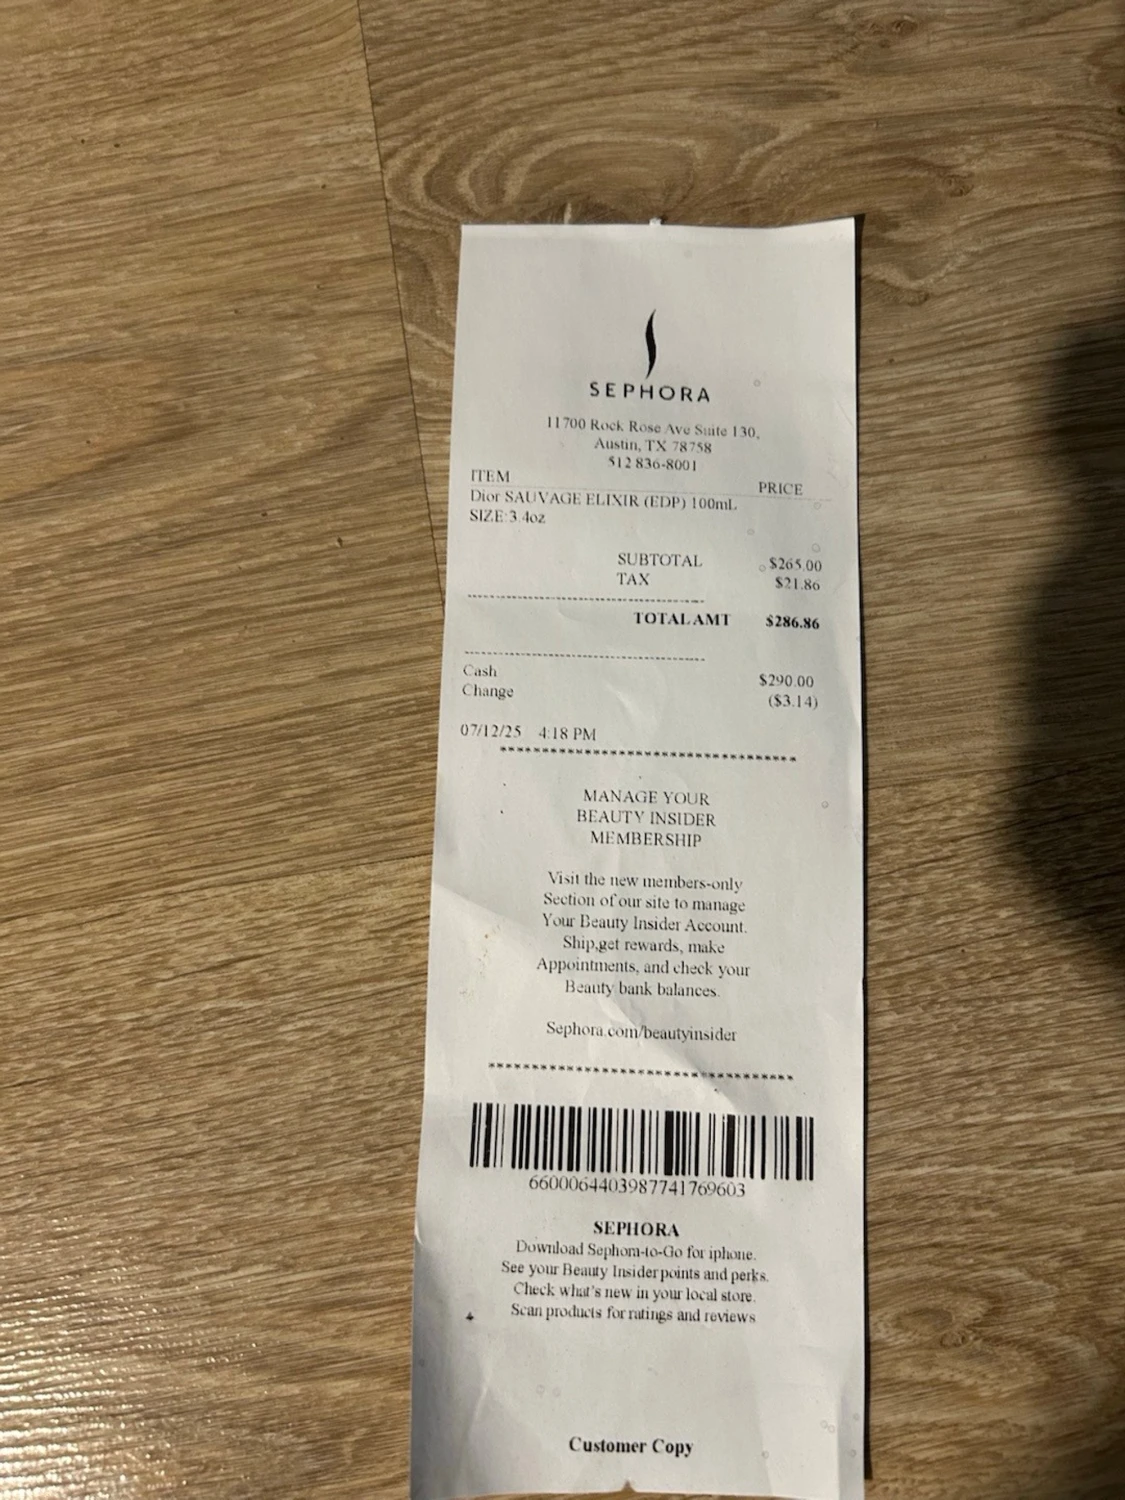 SEPHORA
11700 Rock Rose Ave Suite 130,
Austin, TX 78758
512 836-8001
ITEM PRICE
Dior SAUVAGE ELIXIR (EDP) 100mL
SIZE:3.4oz
SUBTOTAL $265.00
TAX $21.86
TOTAL AMT $286.86
Cash $290.00
Change ($3.14)
07/12/25 4:18 PM
MANAGE YOUR
BEAUTY INSIDER
MEMBERSHIP
Visit the new members-only
Section of our site to manage
Your Beauty Insider Account.
Ship,get rewards, make
Appointments, and check your
Beauty bank balances.
Sephora.com/beautyinsider
6600064403987741769603
SEPHORA
Download Sephora-to-Go for iphone.
See your Beauty Insider points and perks.
Check what's new in your local store.
Scan products for ratings and reviews
Customer Copy